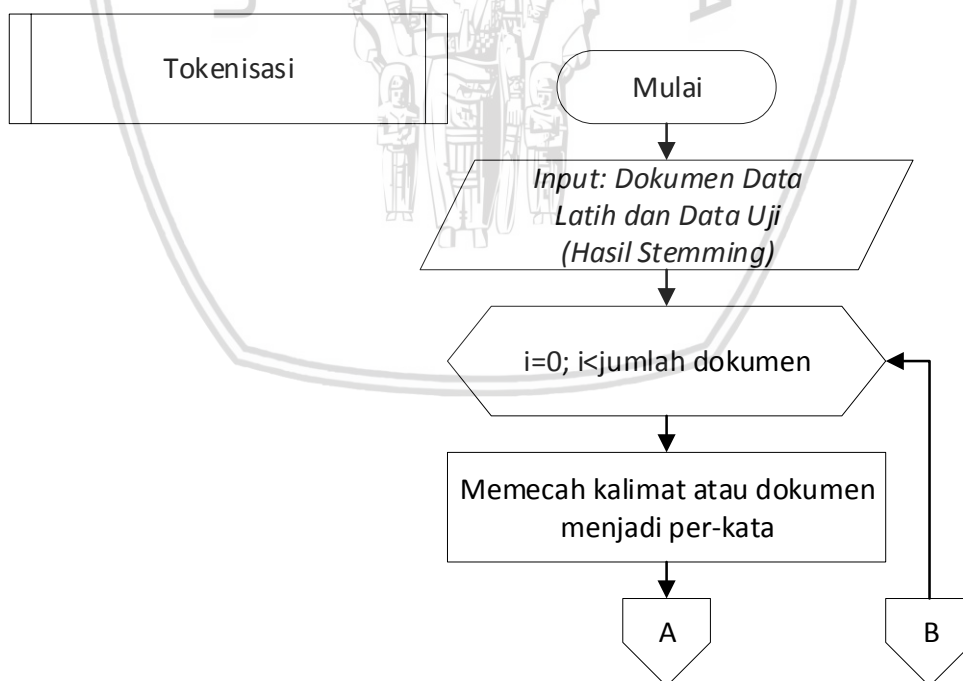 Tokenisasi
Mulai
Input: Dokumen Data
Latih dan Data Uji
(Hasil Stemming)
i=0; i<jumlah dokumen
Memecah kalimat atau dokumen
menjadi per-kata
A
B